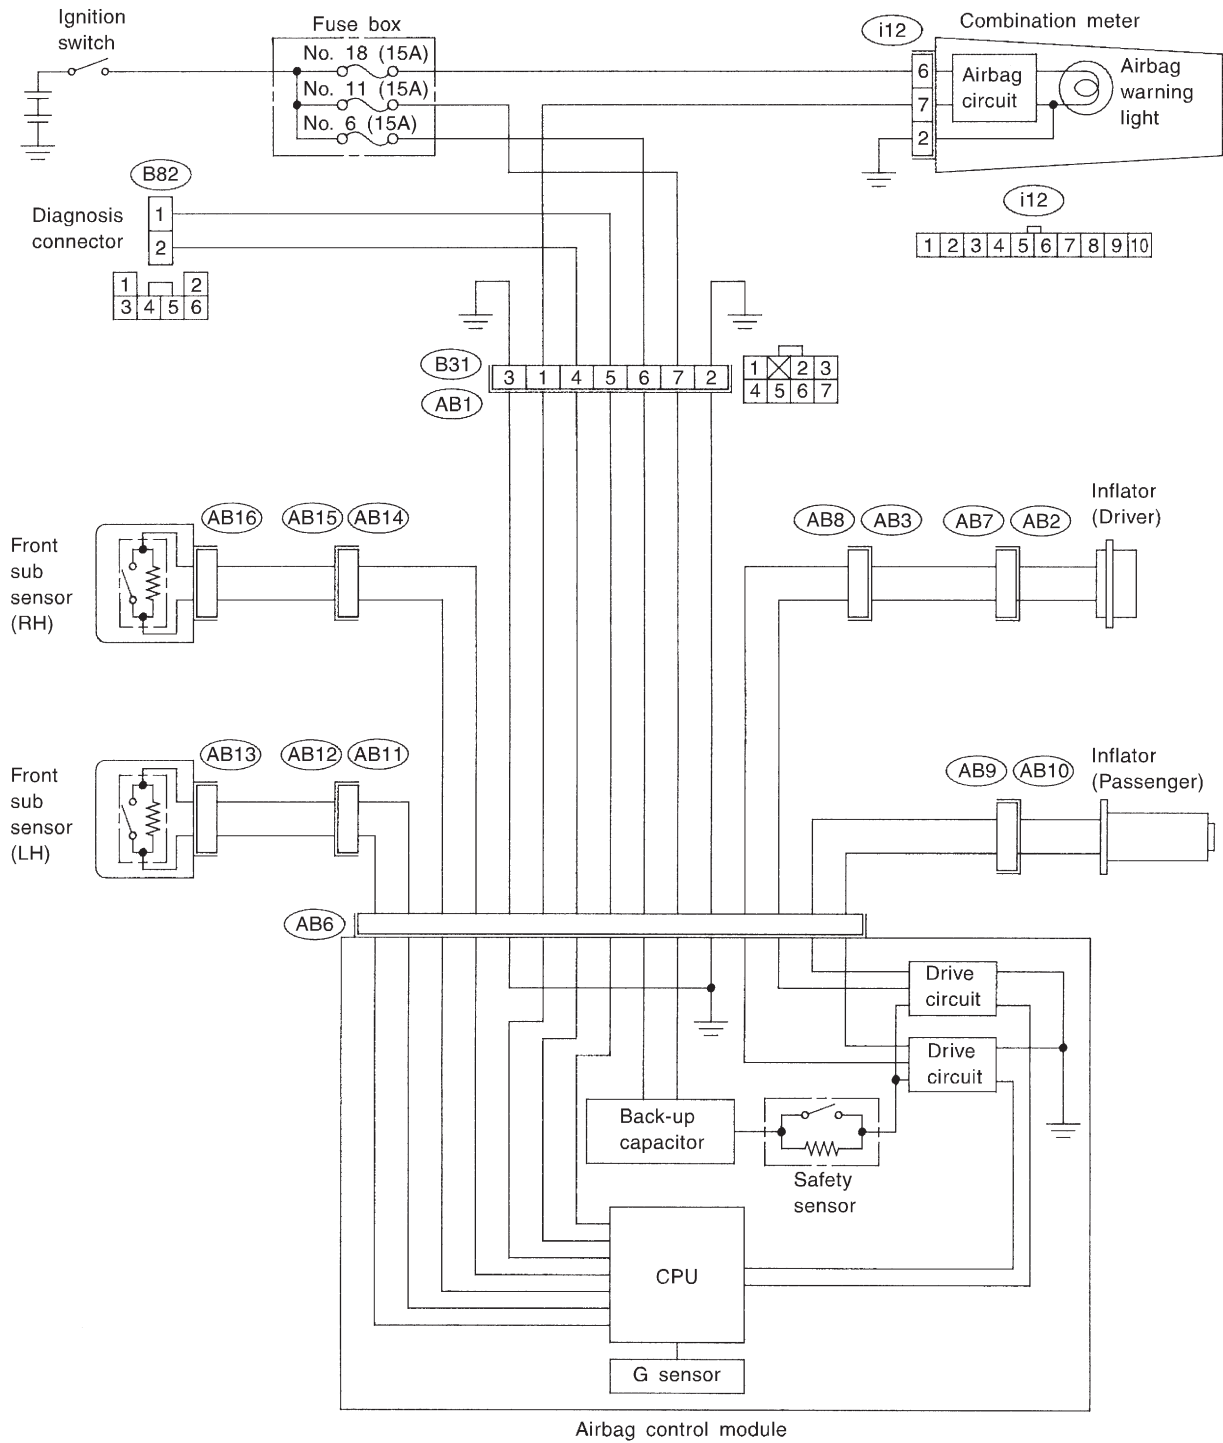 Ignition
switch
Fuse box
No. 18 (15A)
No. 11 (15A)
No. 6 (15A)
i12
Combination meter
6
7
2
Airbag
circuit
Airbag
warning
light
i12
1 2 3 4 5 6 7 8 9 10
B82
Diagnosis
connector
1
2
1 2
3 4 5 6
B31
AB1
3 1 4 5 6 7 2
1 2 3
4 5 6 7
Front
sub
sensor
(RH)
AB16 AB15 AB14
AB8 AB3 AB7 AB2
Inflator
(Driver)
Front
sub
sensor
(LH)
AB13 AB12 AB11
AB9 AB10
Inflator
(Passenger)
AB6
Drive
circuit
Drive
circuit
Back-up
capacitor
Safety
sensor
CPU
G sensor
Airbag control module